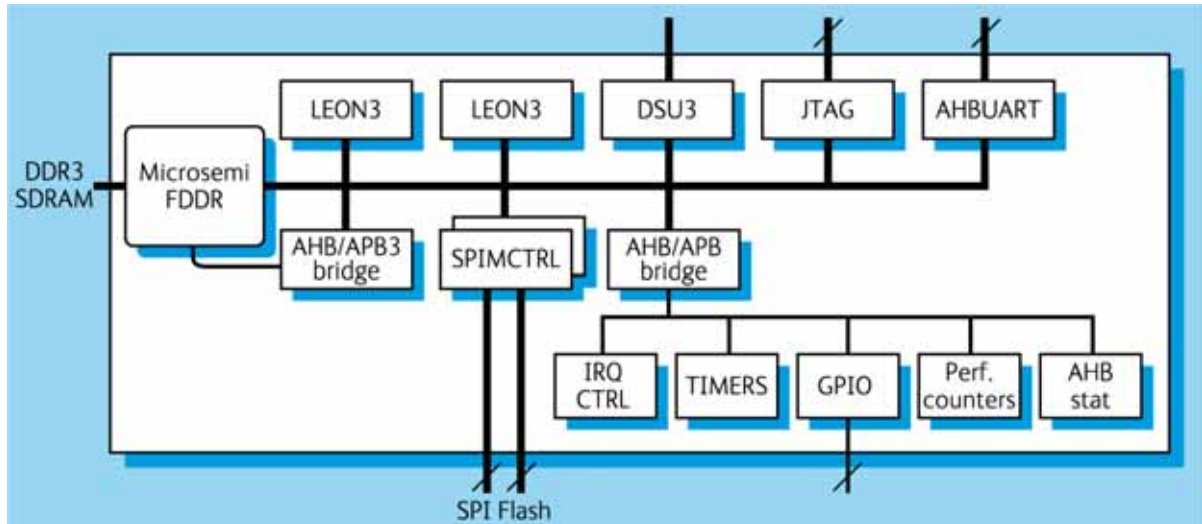 LEON3
LEON3
DSU3
JTAG
AHBUART
DDR3
SDRAM
Microsemi
FDDR
AHB/APB3
bridge
SPIMCTRL
AHB/APB
bridge
IRQ
CTRL
TIMERS
GPIO
Perf.
counters
AHB
stat
SPI Flash